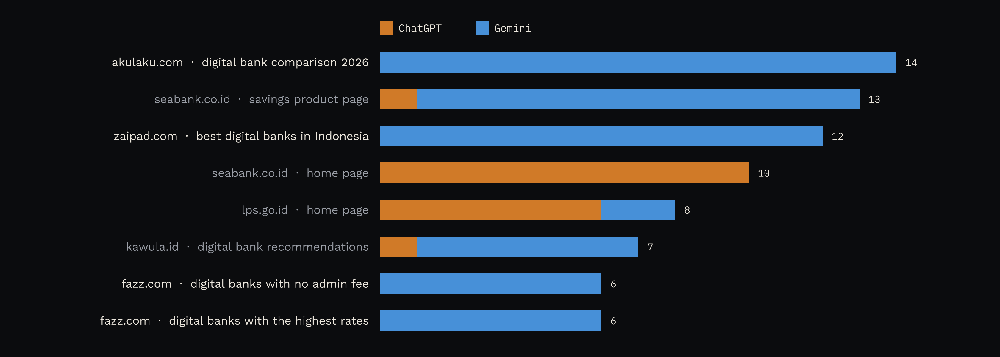 ChatGPT Gemini
akulaku.com · digital bank comparison 2026 14
seabank.co.id · savings product page 13
zaipad.com · best digital banks in Indonesia 12
seabank.co.id · home page 10
lps.go.id · home page 8
kawula.id · digital bank recommendations 7
fazz.com · digital banks with no admin fee 6
fazz.com · digital banks with the highest rates 6